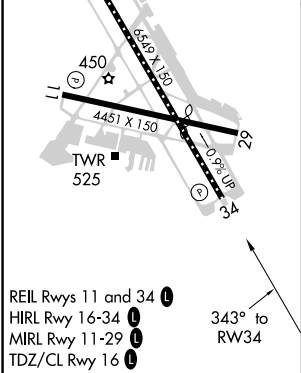 6549 X 150
450
P
11
4451 X 150
29
0.9% UP
TWR
525
P
34
REIL Rwys 11 and 34 L
HIRL Rwy 16-34 L
MIRL Rwy 11-29 L
TDZ/CL Rwy 16 L
343° to
RW34